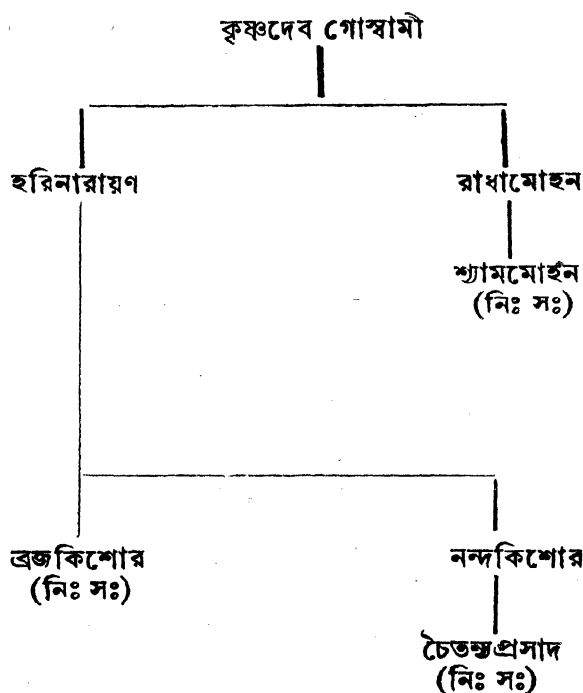 কৃষ্ণদেব গোস্বামী
হরিনারায়ণ
রাধামোহন
শ্যামমোহন
(নিঃ সঃ)
ব্রজকিশোর
(নিঃ সঃ)
নন্দকিশোর
চৈতন্যপ্রসাদ
(নিঃ সঃ)